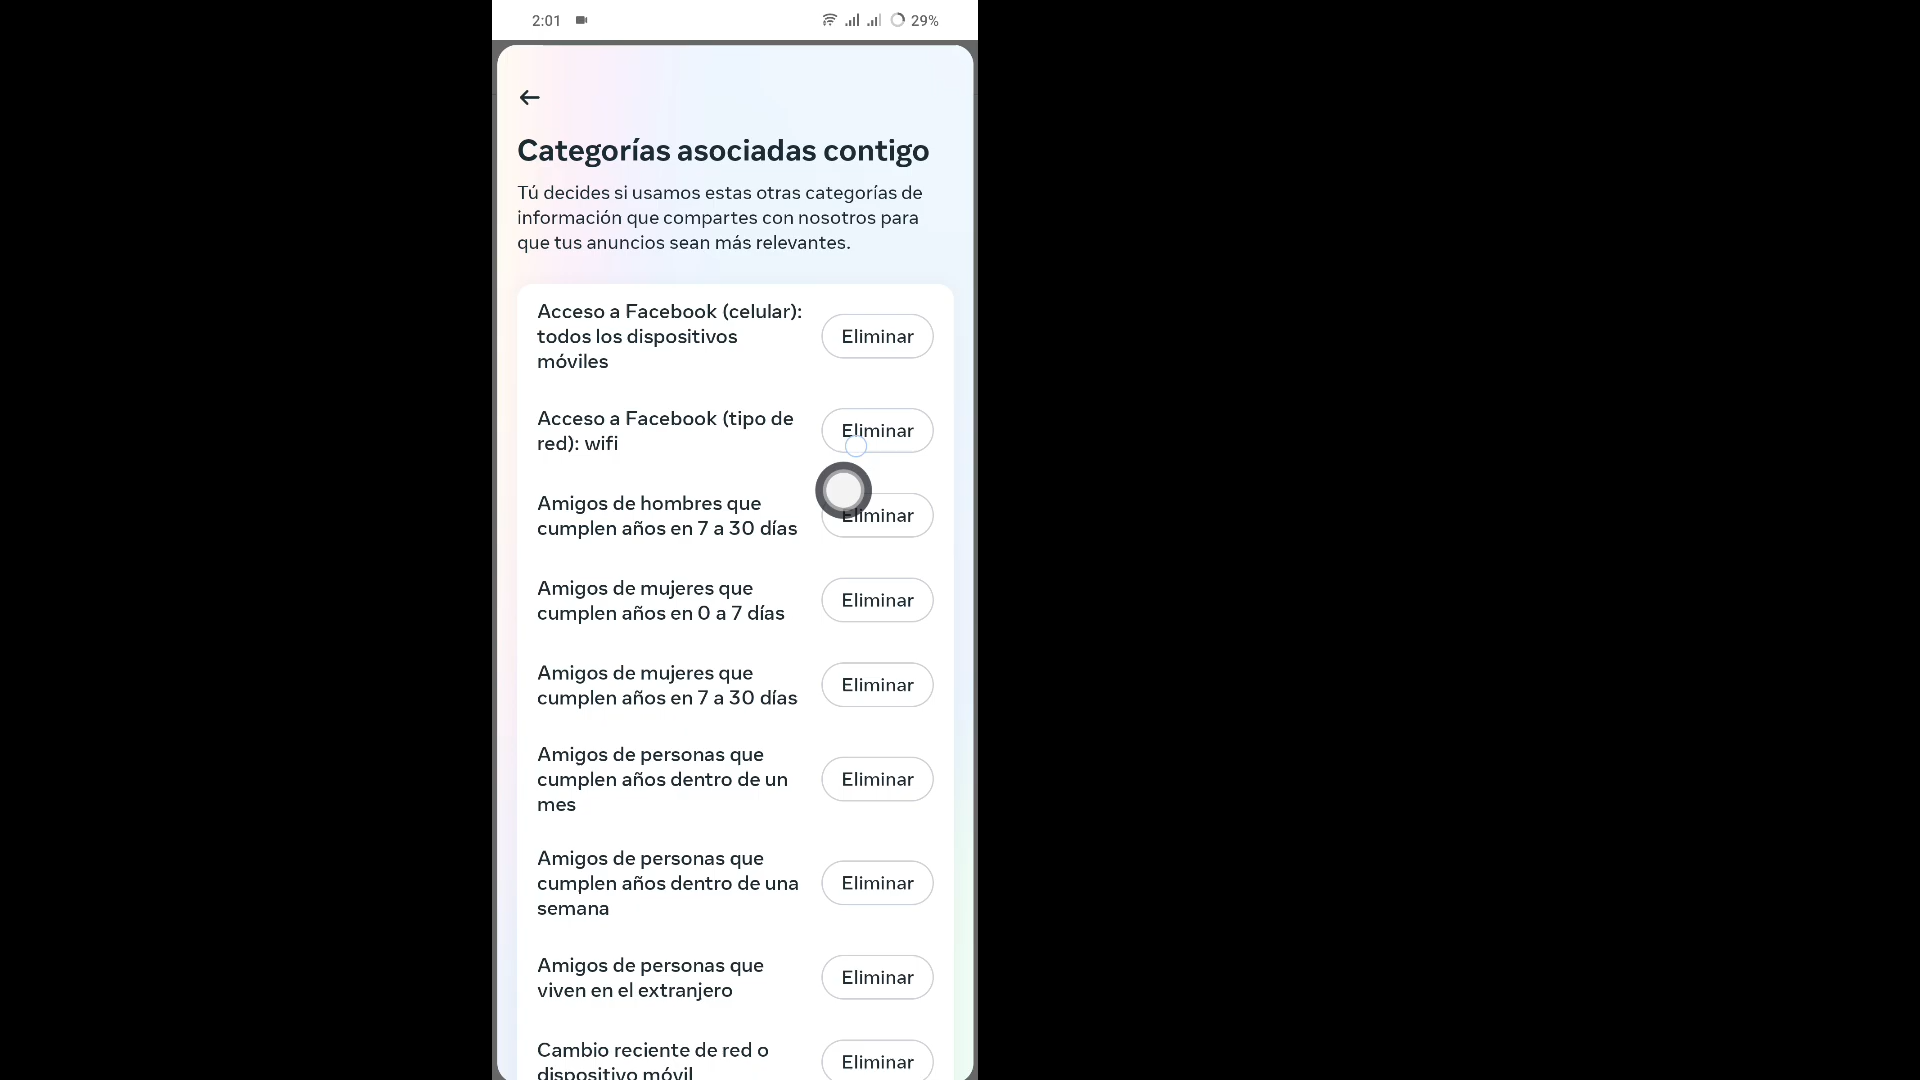 2:01
29%
Categorías asociadas contigo
Tú decides si usamos estas otras categorías de
información que compartes con nosotros para
que tus anuncios sean más relevantes.
Acceso a Facebook (celular):
todos los dispositivos
móviles
Eliminar
Acceso a Facebook (tipo de
red): wifi
Eliminar
Amigos de hombres que
cumplen años en 7 a 30 días
Eliminar
Amigos de mujeres que
cumplen años en 0 a 7 días
Eliminar
Amigos de mujeres que
cumplen años en 7 a 30 días
Eliminar
Amigos de personas que
cumplen años dentro de un
mes
Eliminar
Amigos de personas que
cumplen años dentro de una
semana
Eliminar
Amigos de personas que
viven en el extranjero
Eliminar
Cambio reciente de red o
dispositivo móvil
Eliminar